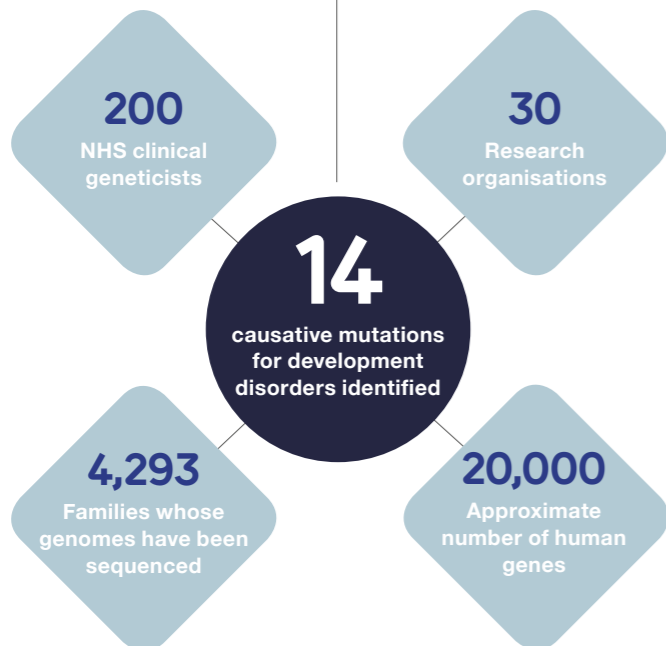 200
NHS clinical
geneticists
30
Research
organisations
14
causative mutations
for development
disorders identified
4,293
Families whose
genomes have been
sequenced
20,000
Approximate
number of human
genes